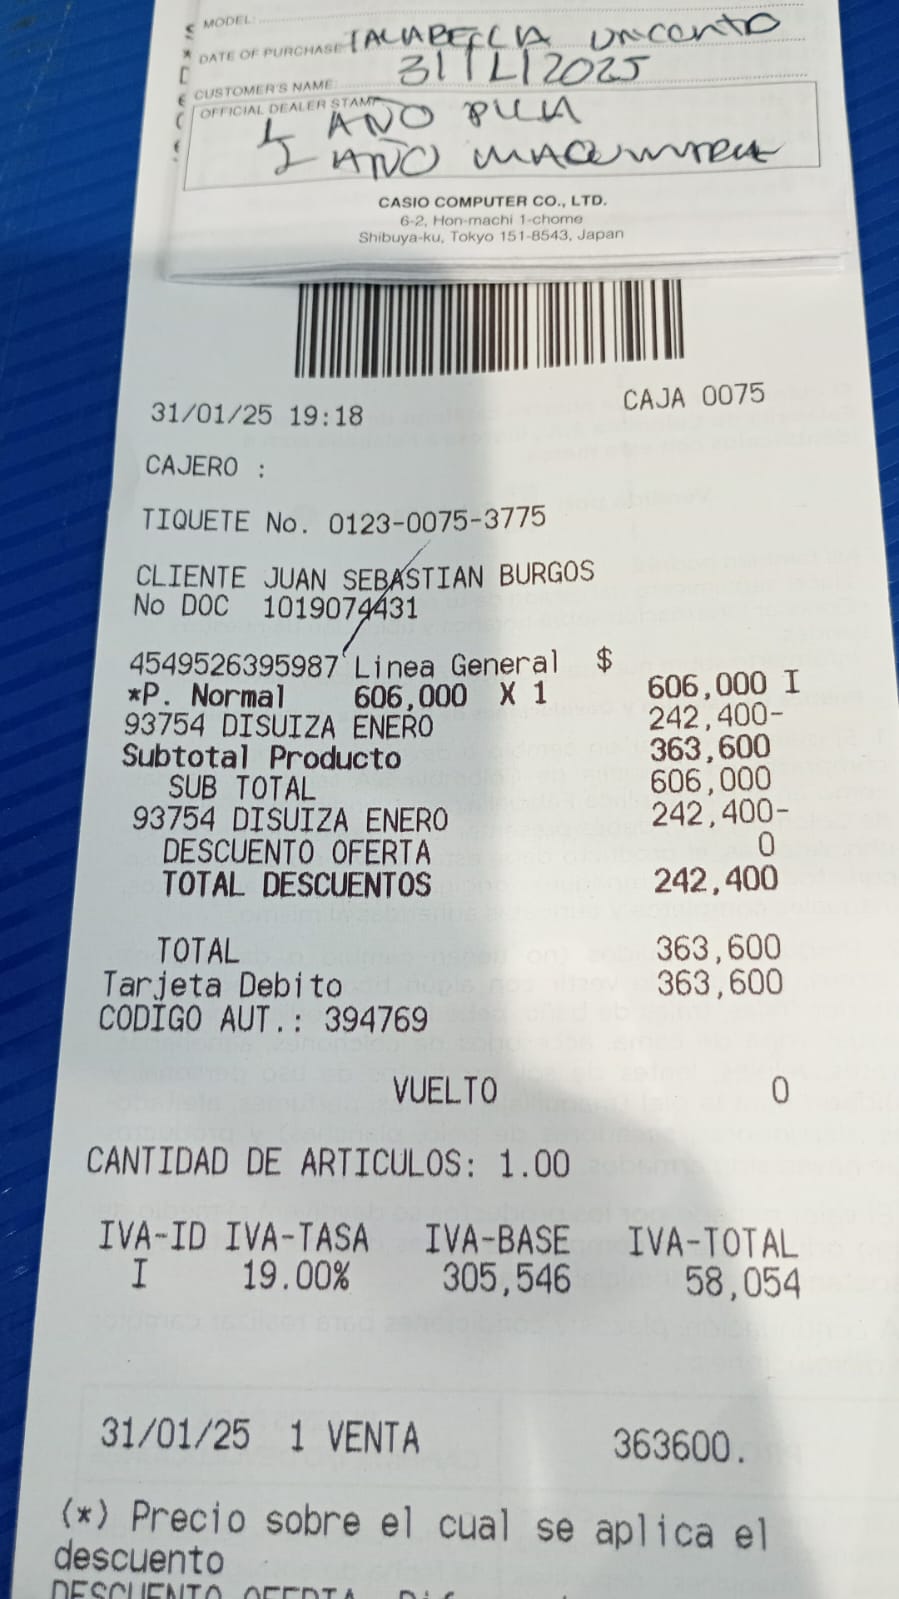 MODEL:
DATE OF PURCHASE
31/1/2025
CUSTOMER'S NAME:
OFFICIAL DEALER STAMP
1 AÑO PILA
AÑO
CASIO COMPUTER CO., LTD.
6-2, Hon-machi 1-chome
Shibuya-ku, Tokyo 151-8543, Japan
31/01/25 19:18 CAJA 0075
CAJERO :
TIQUETE No. 0123-0075-3775
CLIENTE JUAN SEBASTIAN BURGOS
No DOC 1019074431
4549526395987 Linea General $
*P. Normal 606,000 X 1 606,000 I
93754 DISUIZA ENERO 242,400-
Subtotal Producto 363,600
SUB TOTAL 606,000
93754 DISUIZA ENERO 242,400-
DESCUENTO OFERTA 0
TOTAL DESCUENTOS 242,400
TOTAL 363,600
Tarjeta Debito 363,600
CODIGO AUT.: 394769
VUELTO 0
CANTIDAD DE ARTICULOS: 1.00
IVA-ID IVA-TASA IVA-BASE IVA-TOTAL
I 19.00% 305,546 58,054
31/01/25 1 VENTA 363600.
(*) Precio sobre el cual se aplica el
descuento
DESCUENTO OFERTA